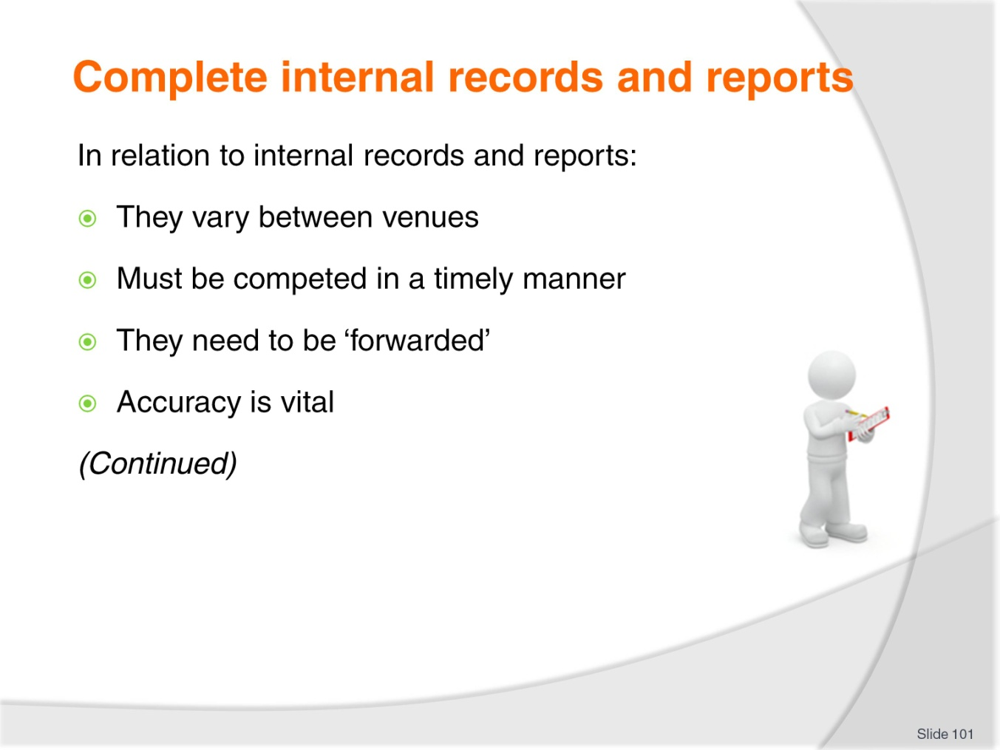 Complete internal records and reports
In relation to internal records and reports:
They vary between venues
Must be competed in a timely manner
They need to be ‘forwarded’
Accuracy is vital
(Continued)
Slide 101